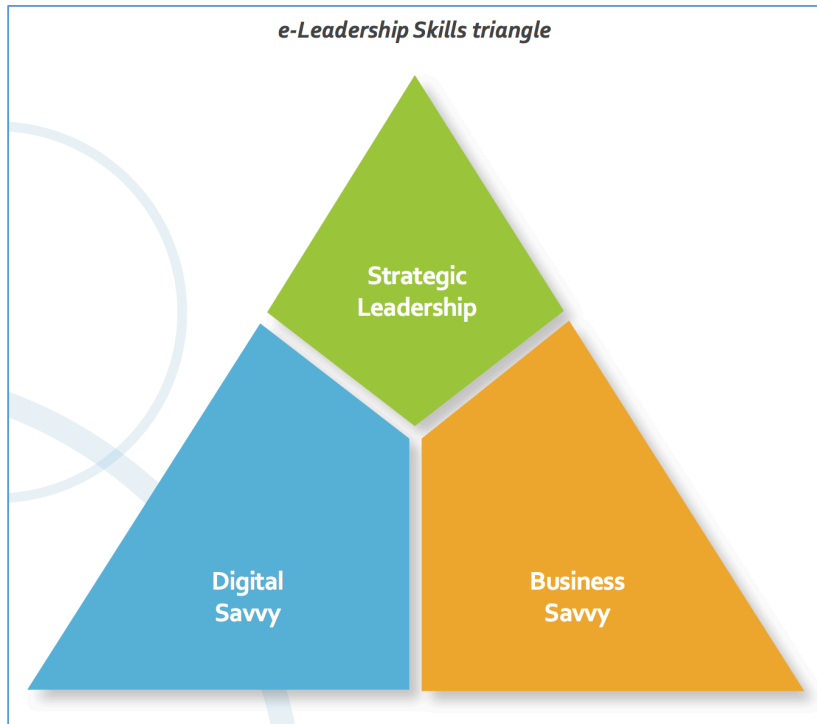 e-Leadership Skills triangle
Strategic
Leadership
Digital
Savvy
Business
Savvy